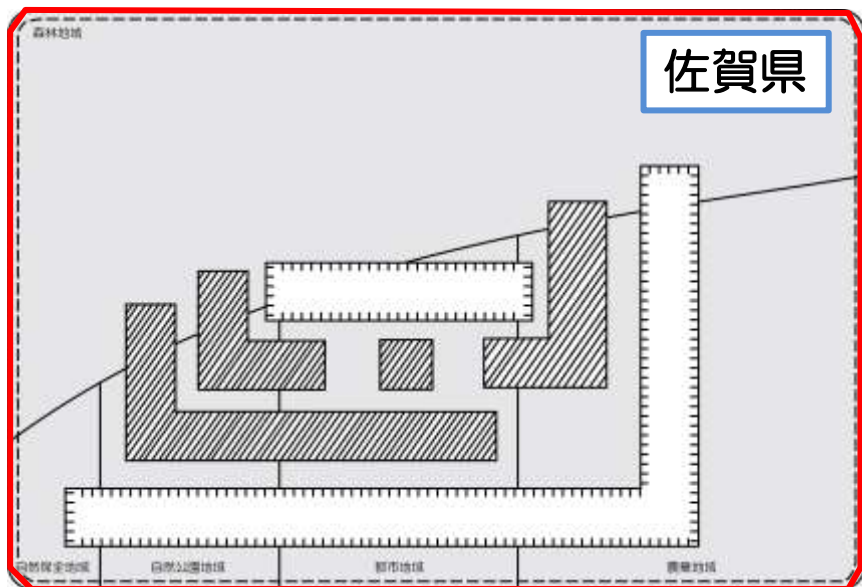 森林地域
佐賀県
自然保全地域
自然公園地域
都市地域
農業地域